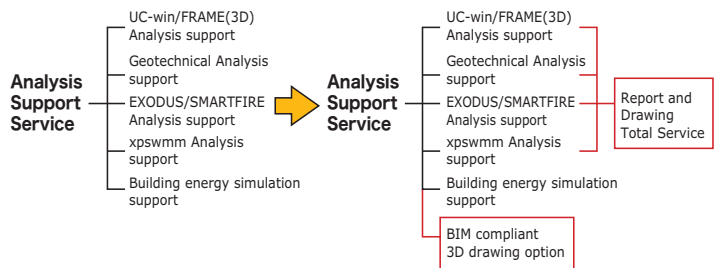 Analysis
Support
Service
UC-win/FRAME(3D)
Analysis support
Geotechnical Analysis
support
EXODUS/SMARTFIRE
Analysis support
xpswmm Analysis
support
Building energy simulation
support
Analysis
Support
Service
UC-win/FRAME(3D)
Analysis support
Geotechnical Analysis
support
EXODUS/SMARTFIRE
Analysis support
xpswmm Analysis
support
Building energy simulation
support
Report and
Drawing
Total Service
BIM compliant
3D drawing option